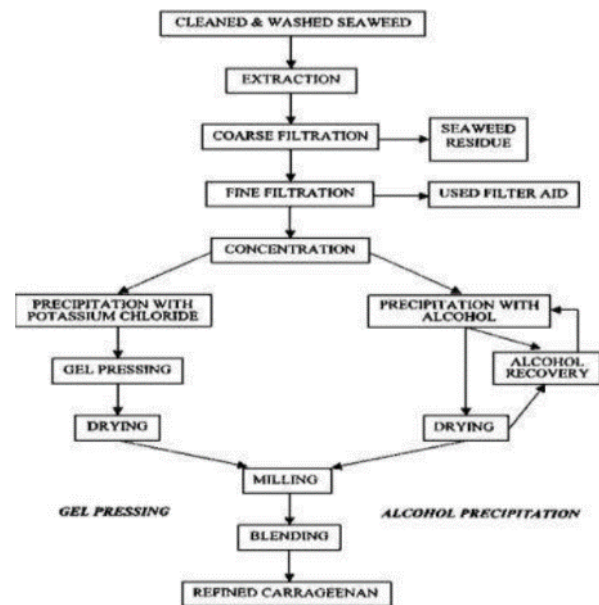 CLEANED & WASHED SEAWEED
EXTRACTION
COARSE FILTRATION
SEAWEED
RESIDUE
FINE FILTRATION
USED FILTER AID
CONCENTRATION
PRECIPITATION WITH
POTASSIUM CHLORIDE
PRECIPITATION WITH
ALCOHOL
GEL PRESSING
ALCOHOL
RECOVERY
DRYING
DRYING
MILLING
GEL PRESSING
ALCOHOL PRECIPITATION
BLENDING
REFINED CARRAGEENAN